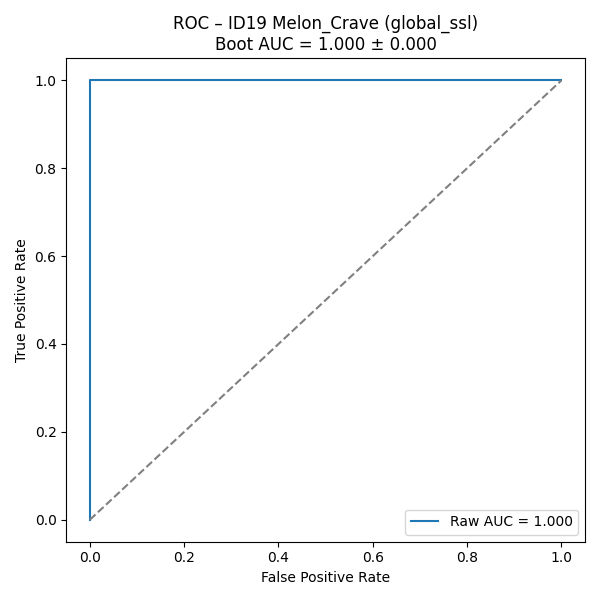 ROC – ID19 Melon_Crave (global_ssl)
Boot AUC = 1.000 ± 0.000
True Positive Rate
1.0
0.8
0.6
0.4
0.2
0.0
Raw AUC = 1.000
0.0 0.2 0.4 0.6 0.8 1.0
False Positive Rate